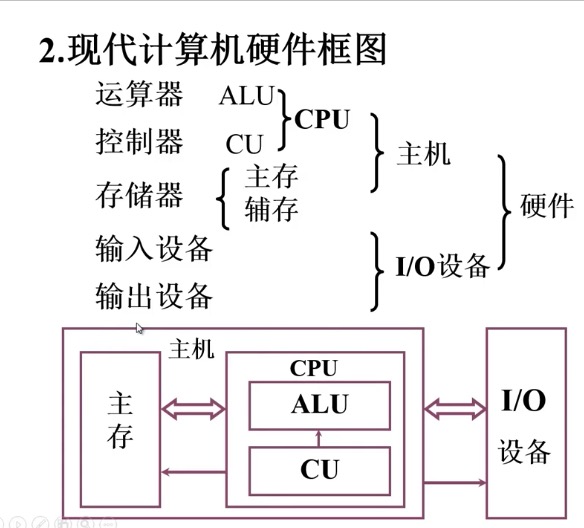 2.现代计算机硬件框图
运算器 ALU
CPU
控制器 CU
主机
存储器
主存
辅存
硬件
输入设备
I/O设备
输出设备
主机
CPU
主
存
ALU
CU
I/O
设备